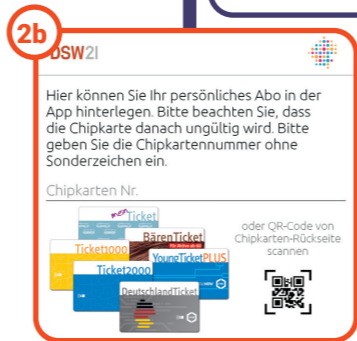 2b
DSW21
Hier können Sie Ihr persönliches Abo in der
App hinterlegen. Bitte beachten Sie, dass
die Chipkarte danach ungültig wird. Bitte
geben Sie die Chipkartennummer ohne
Sonderzeichen ein.
Chipkarten Nr.
oder QR-Code von
Chipkarten-Rückseite
scannen
Ticket
BärenTicket
Ticket1000
YoungTicketPLUS
Ticket2000
DeutschlandTicket